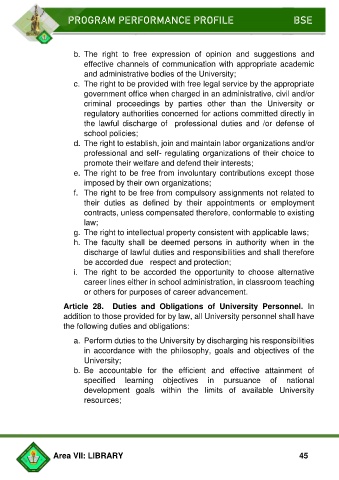 PROGRAM PERFORMANCE PROFILE BSE
b. The right to free expression of opinion and suggestions and
effective channels of communication with appropriate academic
and administrative bodies of the University;
c. The right to be provided with free legal service by the appropriate
government office when charged in an administrative, civil and/or
criminal proceedings by parties other than the University or
regulatory authorities concerned for actions committed directly in
the lawful discharge of professional duties and /or defense of
school policies;
d. The right to establish, join and maintain labor organizations and/or
professional and self- regulating organizations of their choice to
promote their welfare and defend their interests;
e. The right to be free from involuntary contributions except those
imposed by their own organizations;
f. The right to be free from compulsory assignments not related to
their duties as defined by their appointments or employment
contracts, unless compensated therefore, conformable to existing
law;
g. The right to intellectual property consistent with applicable laws;
h. The faculty shall be deemed persons in authority when in the
discharge of lawful duties and responsibilities and shall therefore
be accorded due respect and protection;
i. The right to be accorded the opportunity to choose alternative
career lines either in school administration, in classroom teaching
or others for purposes of career advancement.
Article 28. Duties and Obligations of University Personnel. In
addition to those provided for by law, all University personnel shall have
the following duties and obligations:
a. Perform duties to the University by discharging his responsibilities
in accordance with the philosophy, goals and objectives of the
University;
b. Be accountable for the efficient and effective attainment of
specified learning objectives in pursuance of national
development goals within the limits of available University
resources;
Area VII: LIBRARY 45